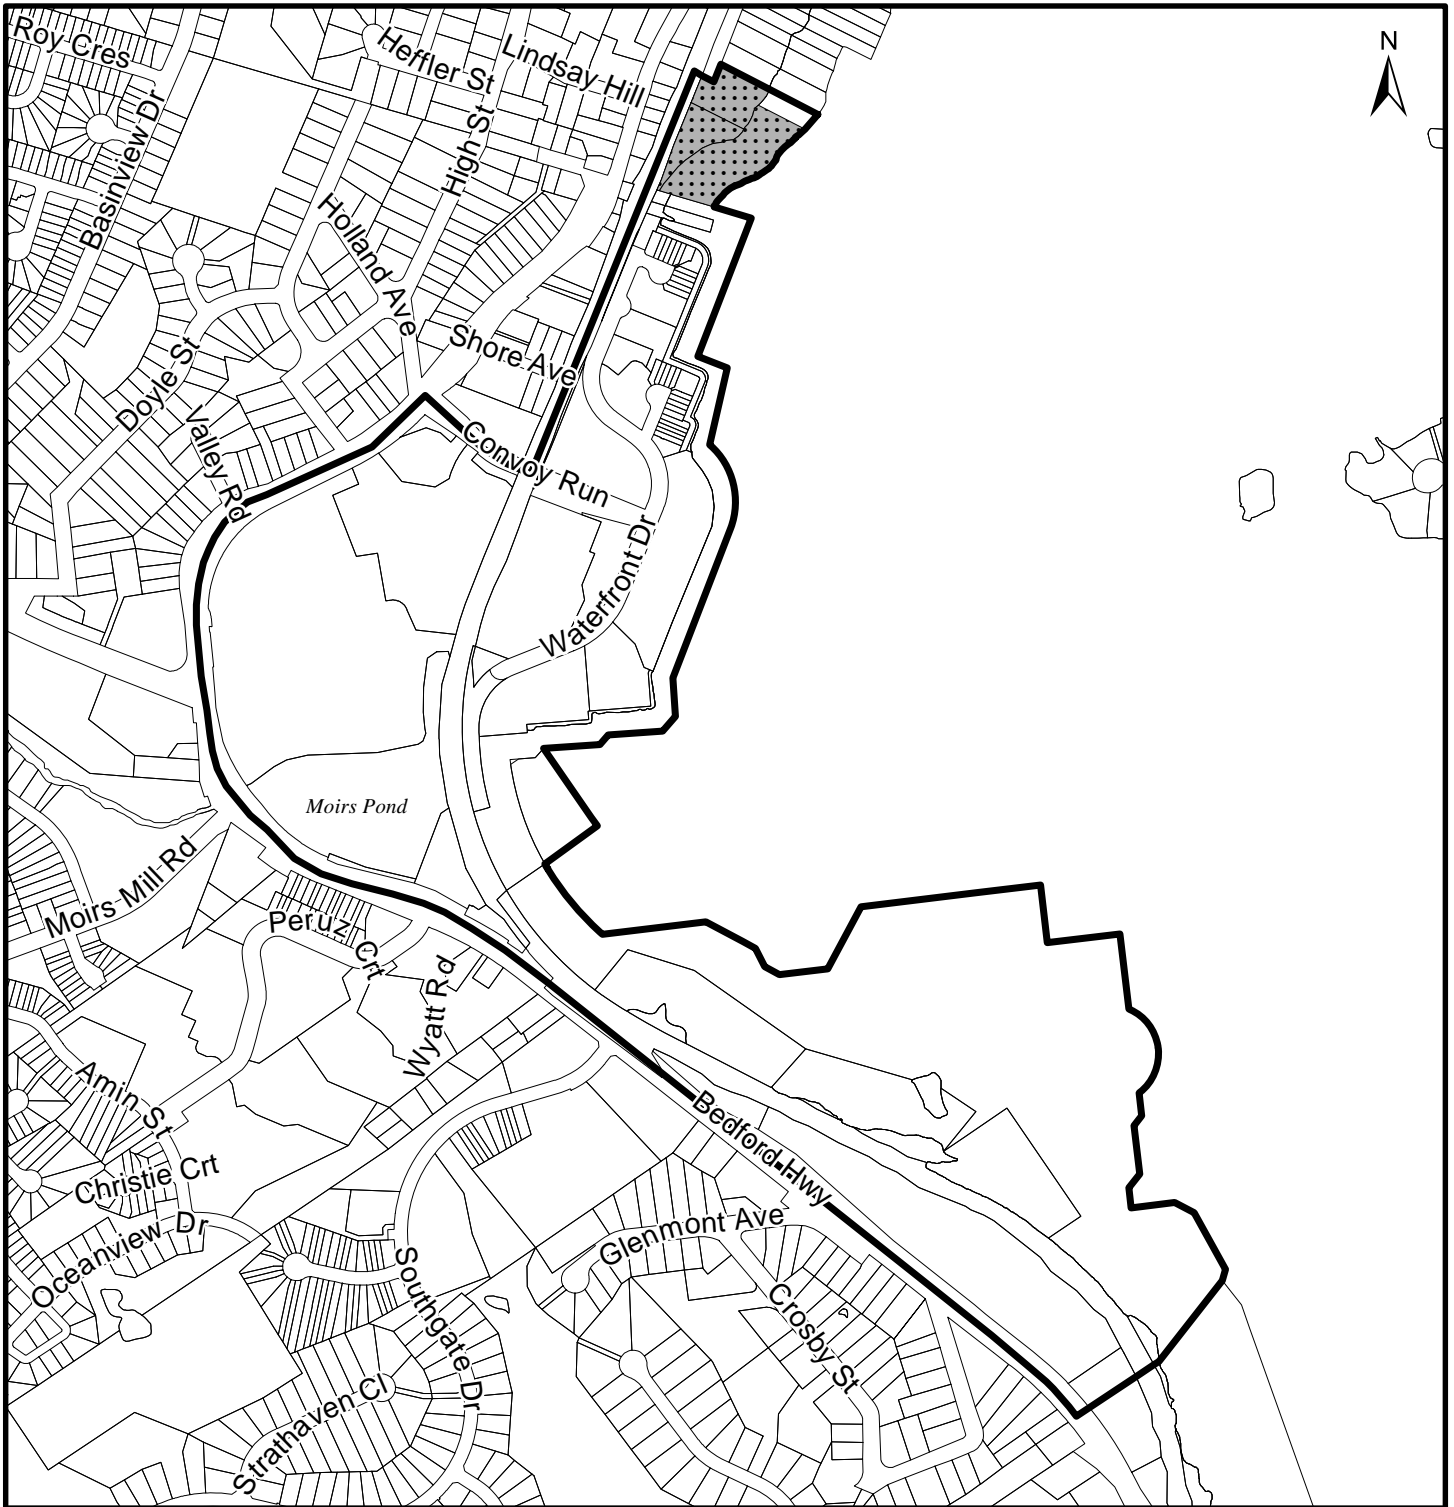 N
Roy Cres
Heffler St
Lindsay Hill
Basinview Dr
High St
Holland Ave
Shore Ave
Doyle St
Valley Rd
Convoy Run
Waterfront Dr
Moirs Pond
Moirs Mill Rd
Peruz Crt
Wyatt Rd
Amin St
Bedford Hwy
Christie Crt
Oceanview Dr
Glenmont Ave
Southgate Dr
Crosby St
Strathaven Cl